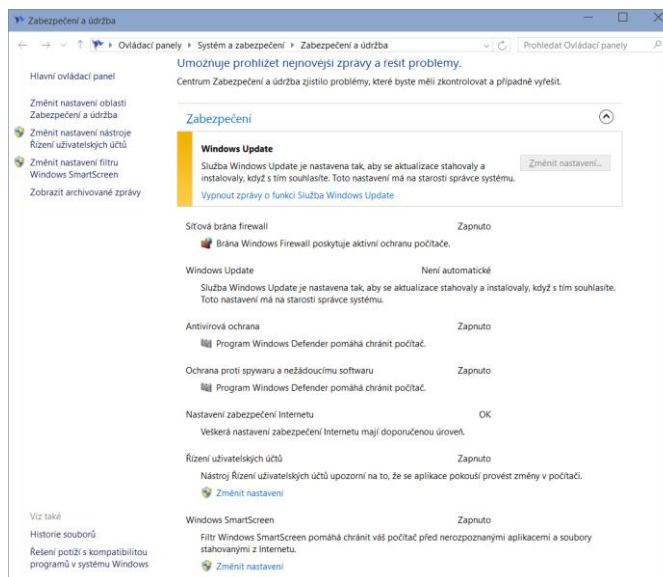 Zabezpečení a údržba
Ovládací panely
Systém a zabezpečení
Zabezpečení a údržba
Prohledat Ovládací panely
Hlavní ovládací panel
Změnit nastavení oblasti
Zabezpečení a údržba
Změnit nastavení nástroje
Řízení uživatelských účtů
Změnit nastavení filtru
Windows SmartScreen
Zobrazit archivované zprávy
Umožňuje prohlížet nejnovější zprávy a řešit problémy.
Centrum Zabezpečení a údržba zjistilo problémy, které byste měli zkontrolovat a případně vyřešit.
Zabezpečení
Windows Update
Služba Windows Update je nastavena tak, aby se aktualizace stahovaly a
instalovaly, když s tím souhlasíte. Toto nastavení má na starosti správce systému.
Změnit nastavení...
Vypnout zprávy o funkci Služba Windows Update
Síťová brána firewall Zapnuto
Brána Windows Firewall poskytuje aktivní ochranu počítače.
Windows Update Není automatické
Služba Windows Update je nastavena tak, aby se aktualizace stahovaly a instalovaly, když s tím souhlasíte.
Toto nastavení má na starosti správce systému.
Antivirová ochrana Zapnuto
Program Windows Defender pomáhá chránit počítač.
Ochrana proti spywaru a nežádoucímu softwaru Zapnuto
Program Windows Defender pomáhá chránit počítač.
Nastavení zabezpečení Internetu OK
Veškerá nastavení zabezpečení Internetu mají doporučenou úroveň.
Řízení uživatelských účtů Zapnuto
Nástroj Řízení uživatelských účtů upozorní na to, že se aplikace pokouší provést změny v počítači.
Změnit nastavení
Windows SmartScreen Zapnuto
Filtr Windows SmartScreen pomáhá chránit váš počítač před nerozpoznanými aplikacemi a soubory
stahovanými z Internetu.
Změnit nastavení
Viz také
Historie souborů
Řešení potíží s kompatibilitou
programů v systému Windows